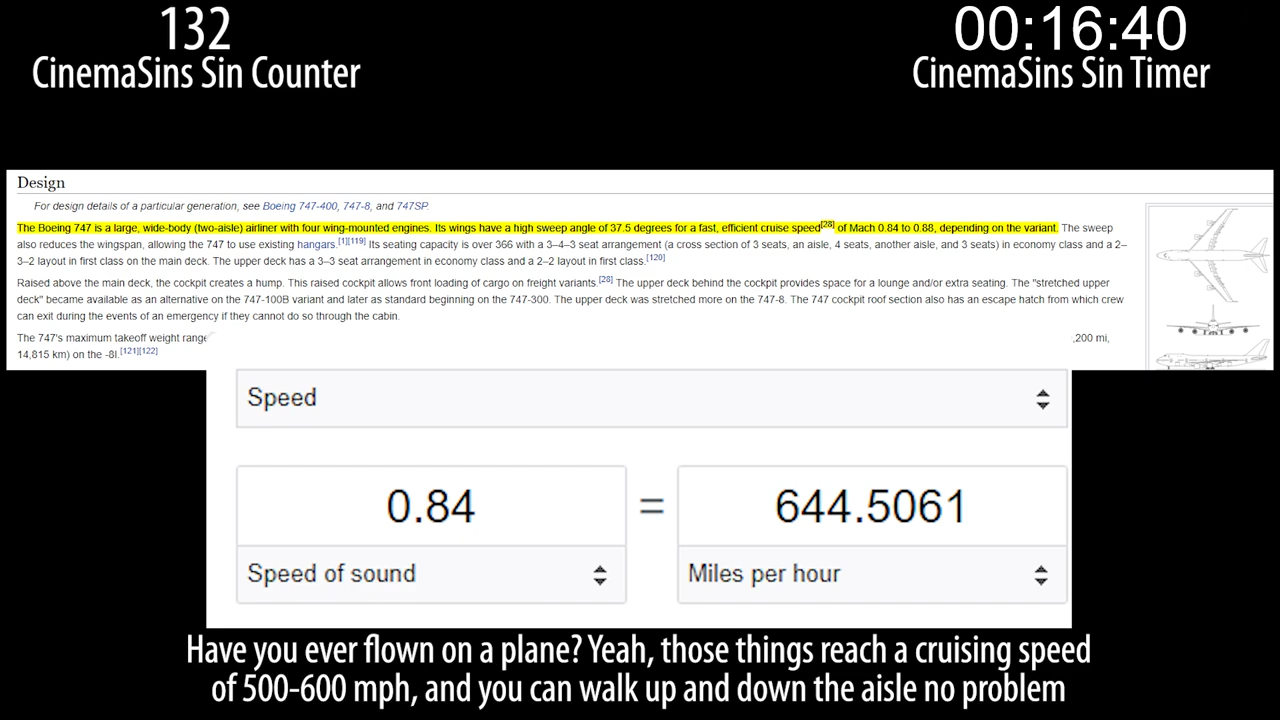 132
CinemaSins Sin Counter
00:16:40
CinemaSins Sin Timer
Design
For design details of a particular generation, see Boeing 747-400, 747-8, and 747SP.
The Boeing 747 is a large, wide-body (two-aisle) airliner with four wing-mounted engines. Its wings have a high sweep angle of 37.5 degrees for a fast, efficient cruise speed[28] of Mach 0.84 to 0.88, depending on the variant. The sweep
also reduces the wingspan, allowing the 747 to use existing hangars.[1][119] Its seating capacity is over 366 with a 3–4–3 seat arrangement (a cross section of 3 seats, an aisle, 4 seats, another aisle, and 3 seats) in economy class and a 2–
3–2 layout in first class on the main deck. The upper deck has a 3–3 seat arrangement in economy class and a 2–2 layout in first class.[120]
Raised above the main deck, the cockpit creates a hump. This raised cockpit allows front loading of cargo on freight variants.[28] The upper deck behind the cockpit provides space for a lounge and/or extra seating. The "stretched upper
deck" became available as an alternative on the 747-100B variant and later as standard beginning on the 747-300. The upper deck was stretched more on the 747-8. The 747 cockpit roof section also has an escape hatch from which crew
can exit during the events of an emergency if they cannot do so through the cabin.
The 747's maximum takeoff weight range ,200 mi,
14,815 km) on the -8I.[121][122]
Speed
0.84 = 644.5061
Speed of sound Miles per hour
Have you ever flown on a plane? Yeah, those things reach a cruising speed
of 500-600 mph, and you can walk up and down the aisle no problem